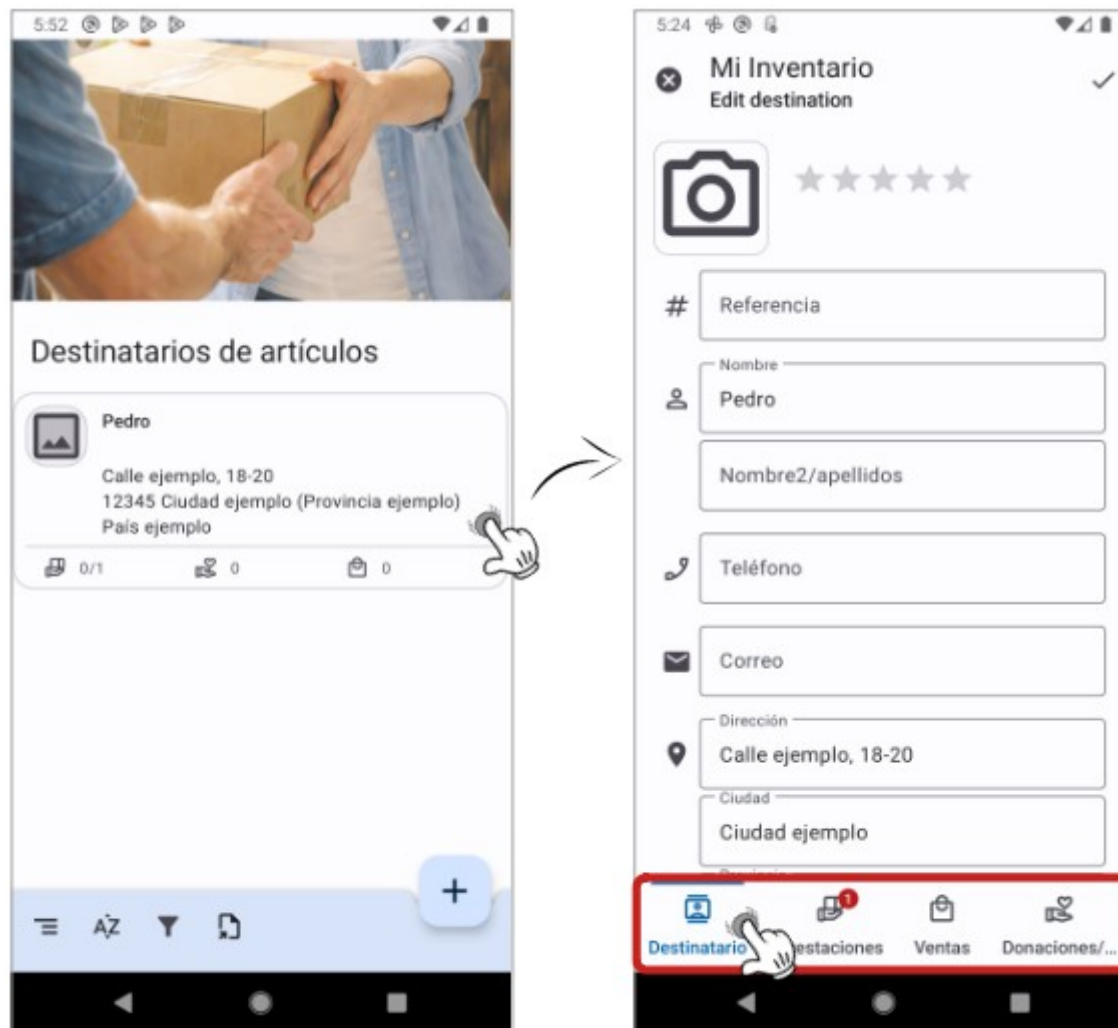 5:52
Destinatarios de artículos
Pedro
Calle ejemplo, 18-20
12345 Ciudad ejemplo (Provincia ejemplo)
País ejemplo
0/1
0
0
AZ
5:24
Mi Inventario
Edit destination
# Referencia
Nombre
Pedro
Nombre2/apellidos
Teléfono
Correo
Dirección
Calle ejemplo, 18-20
Ciudad
Ciudad ejemplo
1
Destinatario
estaciones
Ventas
Donaciones/...